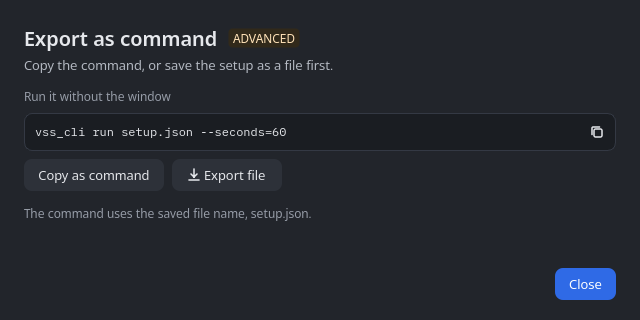 Export as command ADVANCED
Copy the command, or save the setup as a file first.
Run it without the window
vss_cli run setup.json --seconds=60
Copy as command Export file
The command uses the saved file name, setup.json.
Close